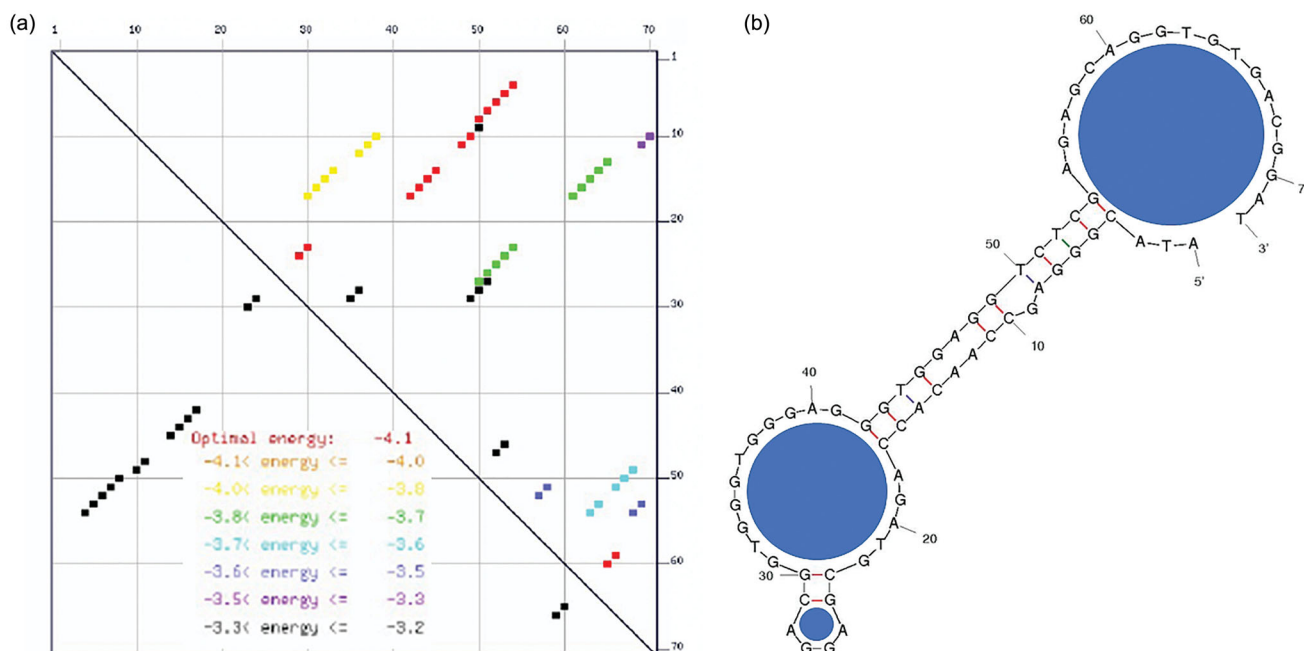 (a)
1 10 20 30 40 50 60 70
1
10
20
30
40
50
60
70
Optimal energy: -4.1
-4.1< energy <= -4.0
-4.0< energy <= -3.8
-3.8< energy <= -3.7
-3.7< energy <= -3.6
-3.6< energy <= -3.5
-3.5< energy <= -3.3
-3.3< energy <= -3.2
(b)
5'
ATACGGGAGCCAACACCAGATGCGAGGACGGTGGGTGGGAGGGTGGAGGTCTCGAGAGCAGGTGTGACGGAT
3'
10
20
30
40
50
60
7